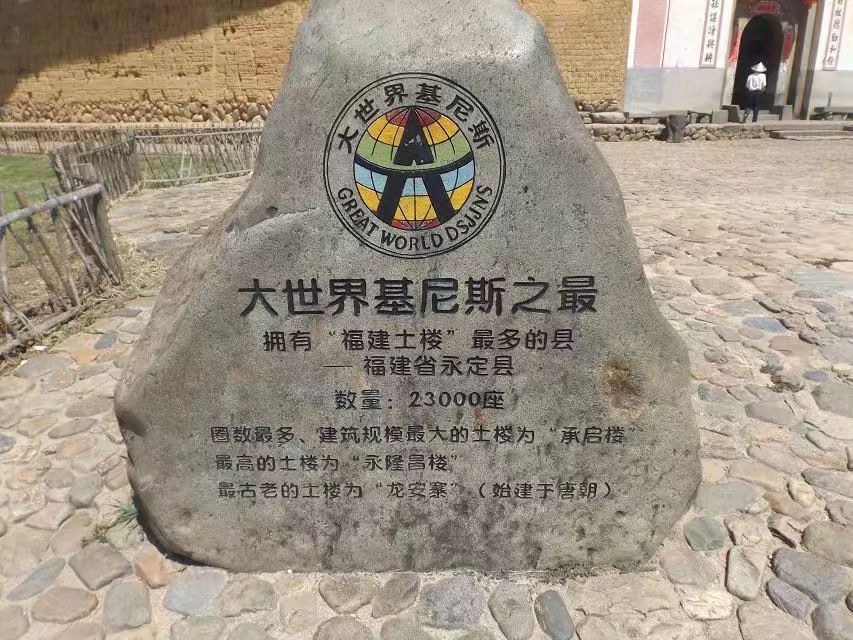 大世界基尼斯
GREAT WORLD DSJJNS
大世界基尼斯之最
拥有“福建土楼”最多的县
——福建省永定县
数量：23000座
圈数最多、建筑规模最大的土楼为“承启楼”
最高的土楼为“永隆昌楼”
最古老的土楼为“龙安寨”（始建于唐朝）